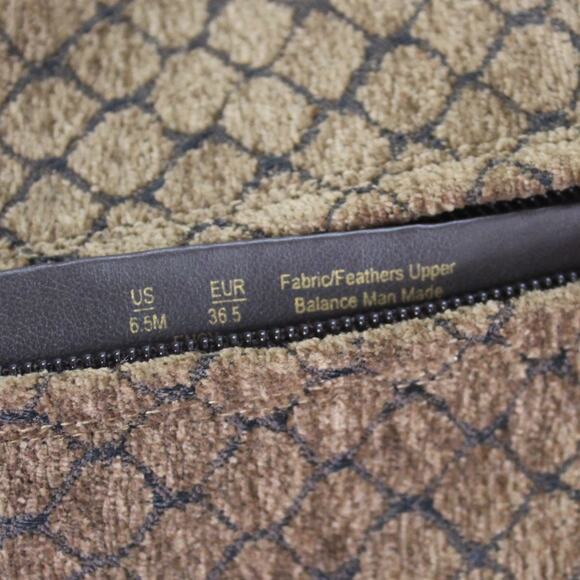 US EUR Fabric/Feathers Upper
6.5M 36.5 Balance Man Made